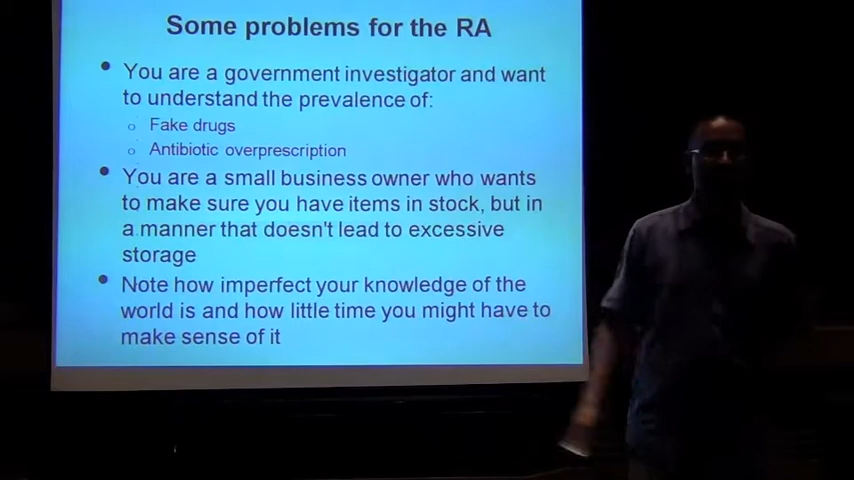 Some problems for the RA
• You are a government investigator and want
to understand the prevalence of:
○ Fake drugs
○ Antibiotic overprescription
• You are a small business owner who wants
to make sure you have items in stock, but in
a manner that doesn't lead to excessive
storage
• Note how imperfect your knowledge of the
world is and how little time you might have to
make sense of it